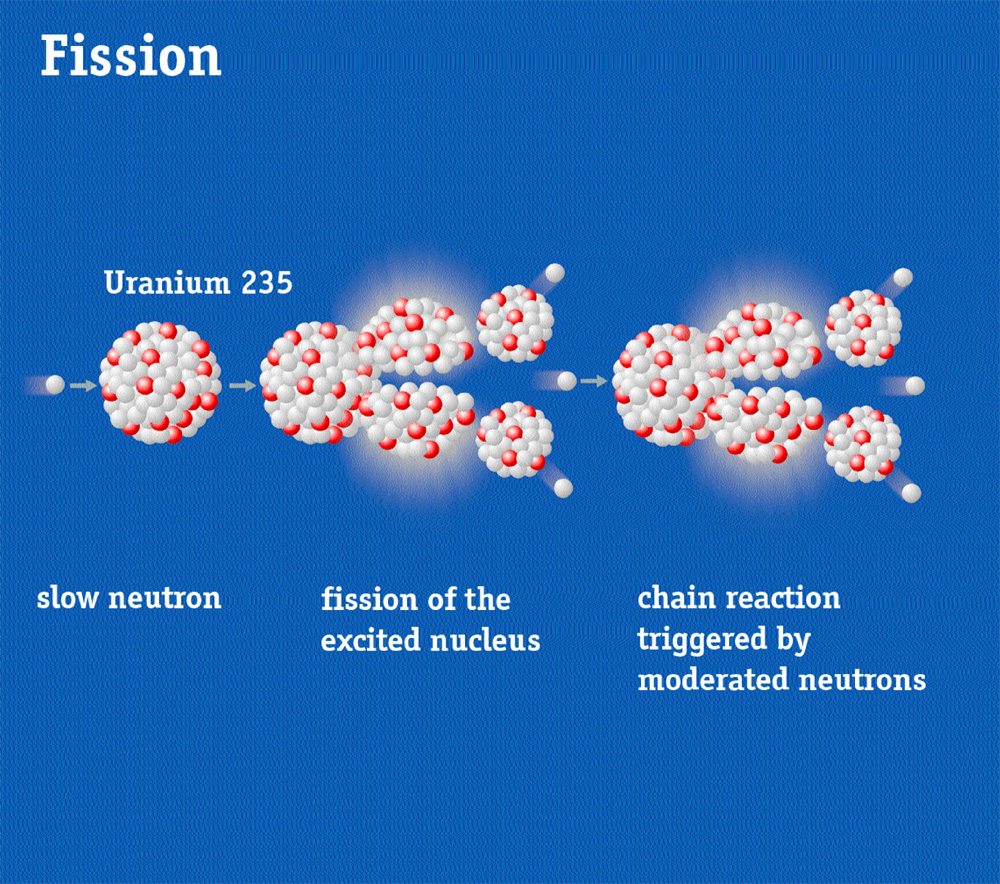 Fission
Uranium 235
slow neutron
fission of the
excited nucleus
chain reaction
triggered by
moderated neutrons